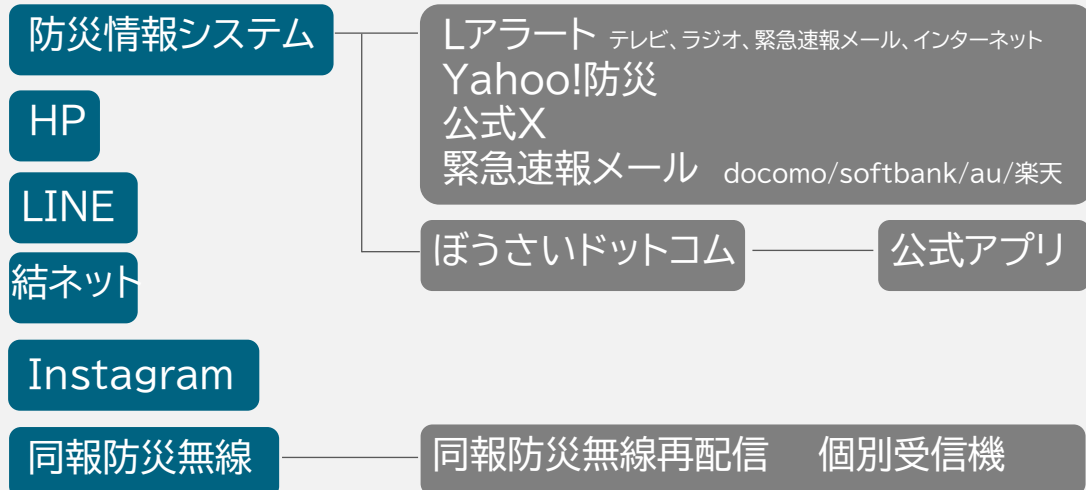 防災情報システム
Lアラート テレビ、ラジオ、緊急速報メール、インターネット
Yahoo!防災
公式X
緊急速報メール docomo/softbank/au/楽天
HP
LINE
ぼうさいドットコム
公式アプリ
結ネット
Instagram
同報防災無線
同報防災無線再配信 個別受信機